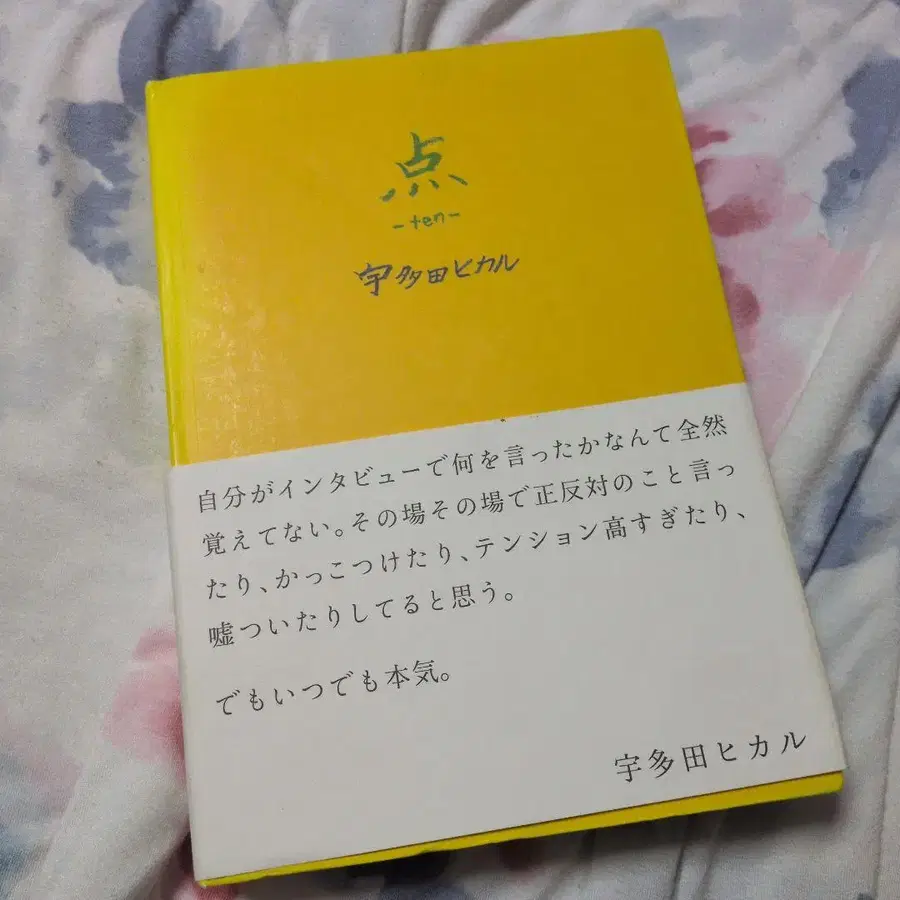 点
-ten-
宇多田ヒカル
自分がインタビューで何を言ったかなんて全然
覚えてない。その場その場で正反対のこと言っ
たり、かっこつけたり、テンション高すぎたり、
嘘ついたりしてると思う。
でもいつでも本気。
宇多田ヒカル